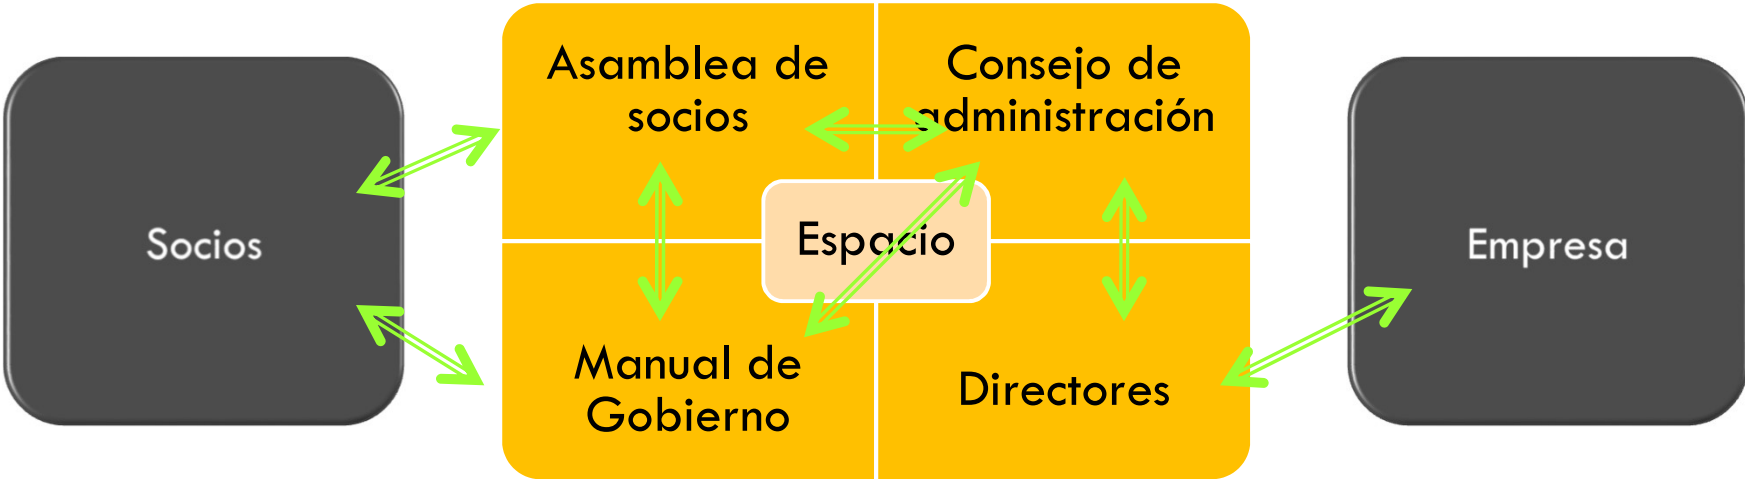 Asamblea de
socios
Consejo de
administración
Socios
Espacio
Empresa
Manual de
Gobierno
Directores